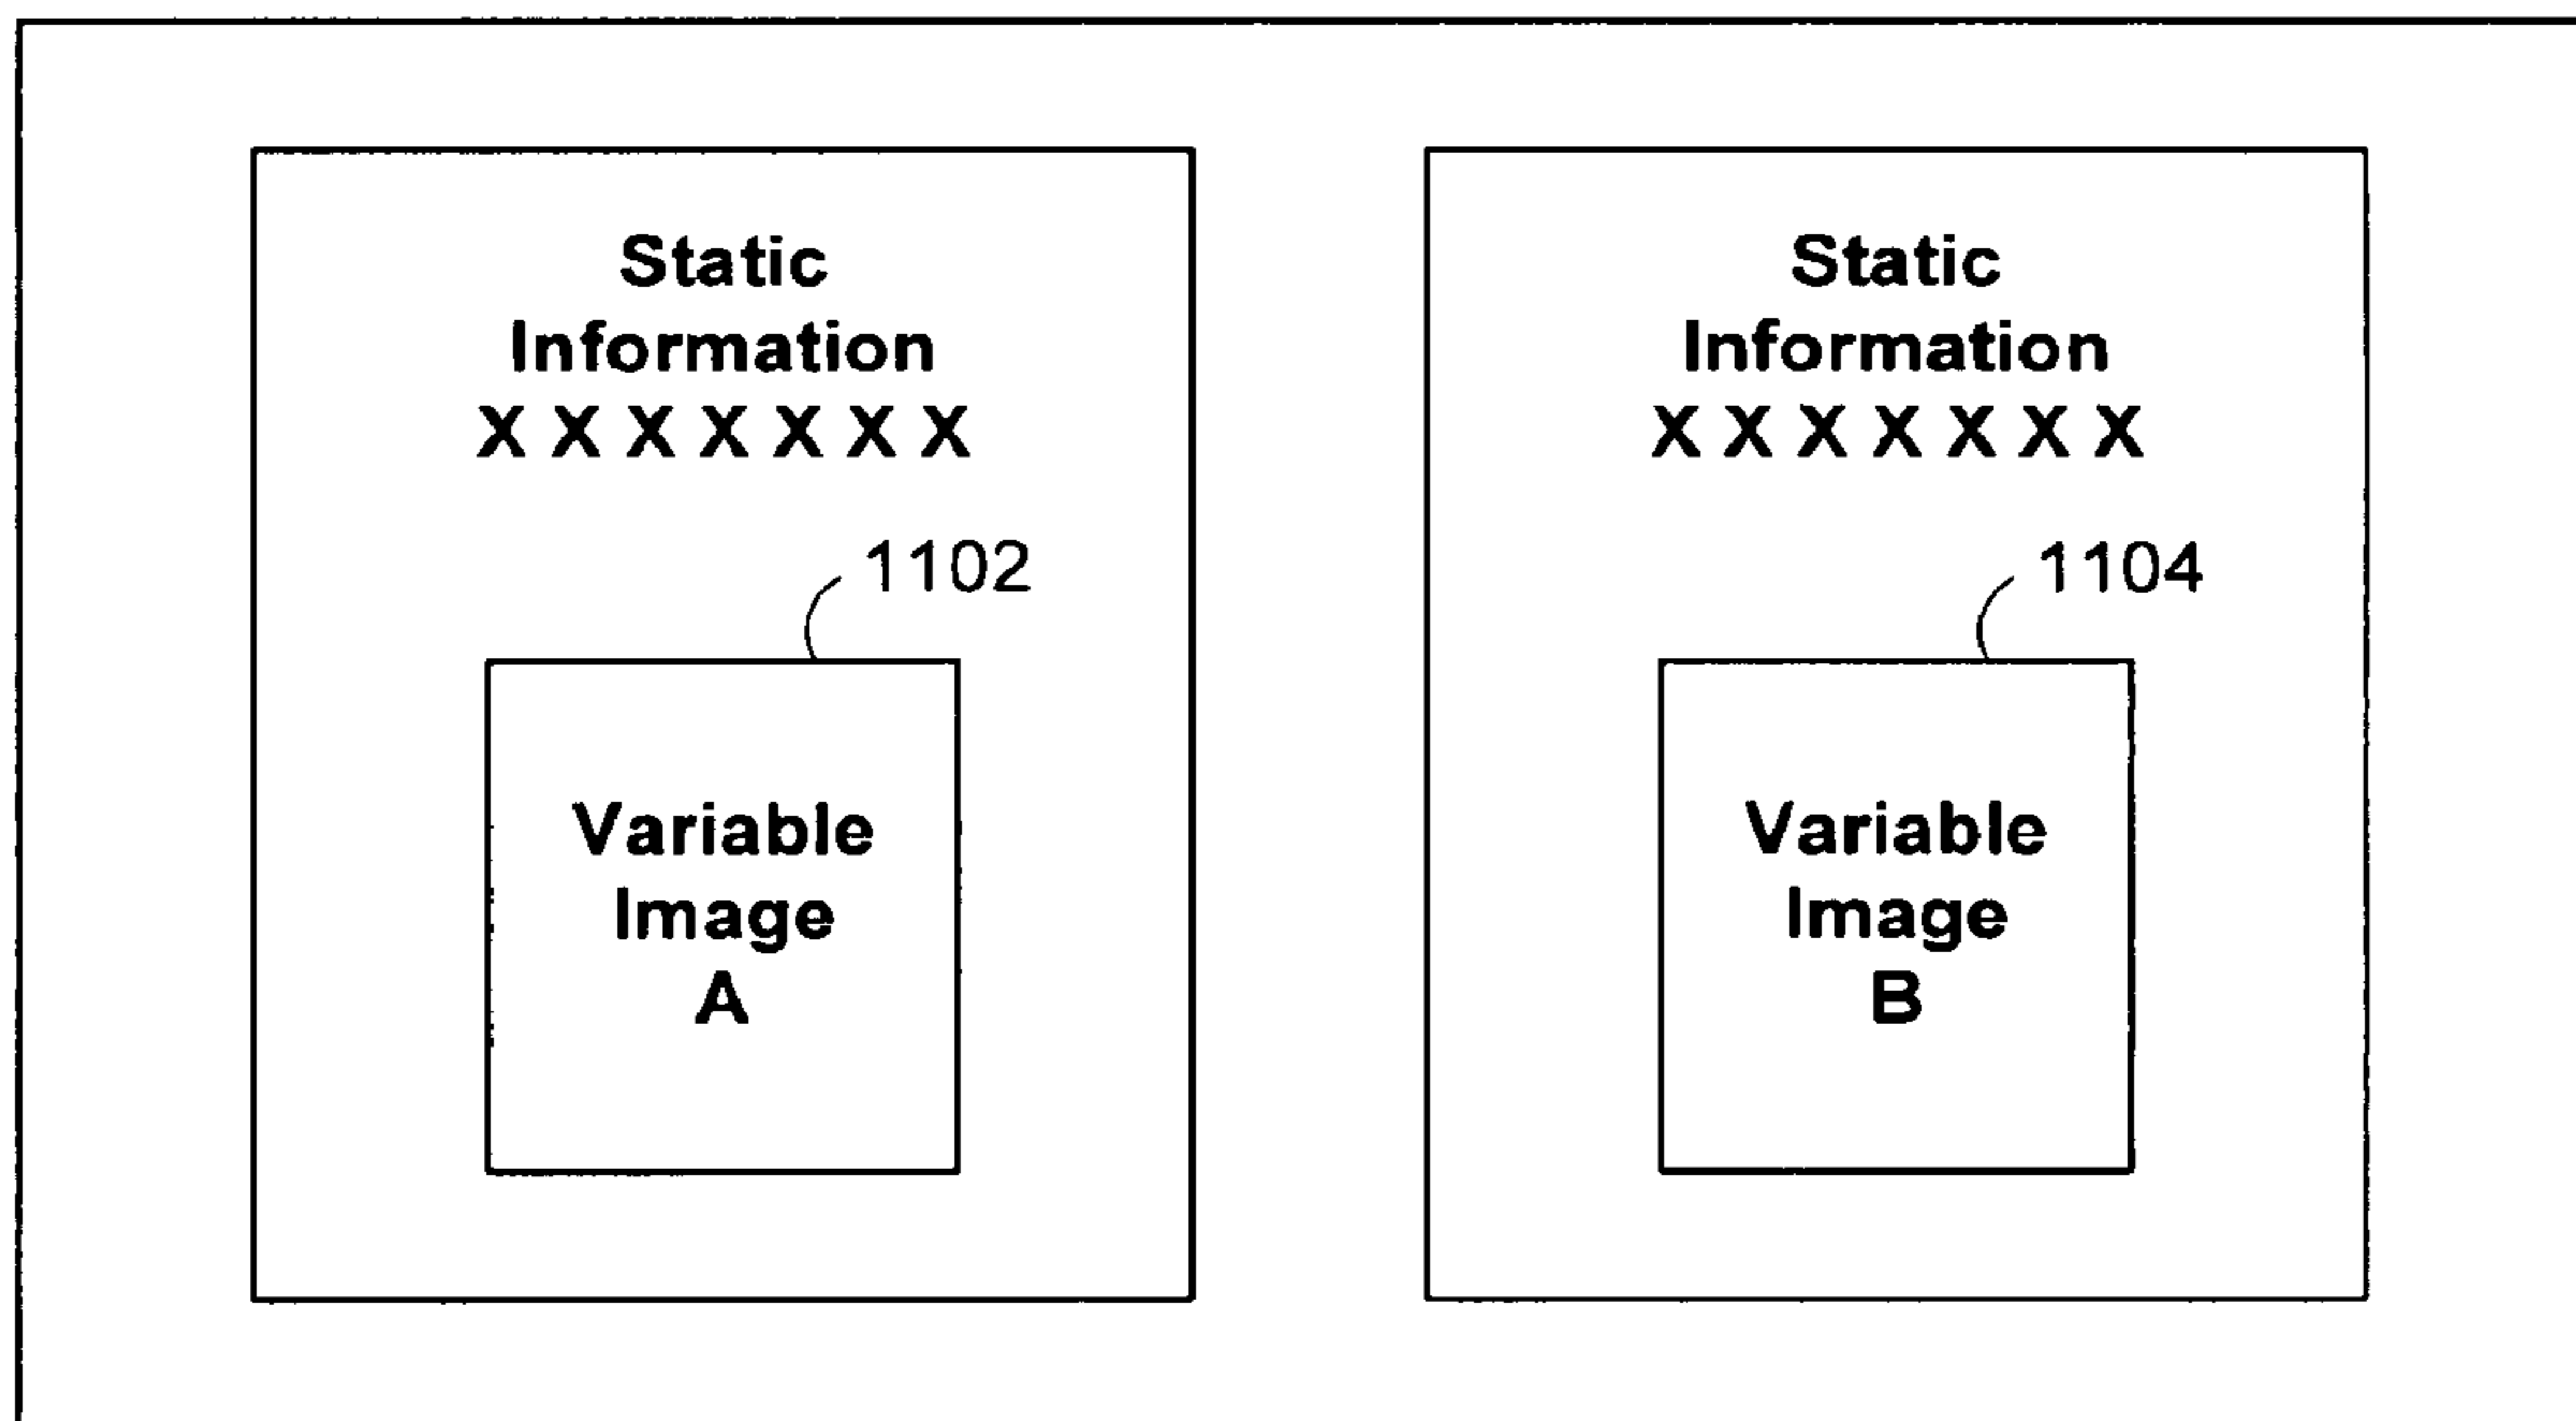 Static
Information
X X X X X X X
1102
Variable
Image
A
Static
Information
X X X X X X X
1104
Variable
Image
B